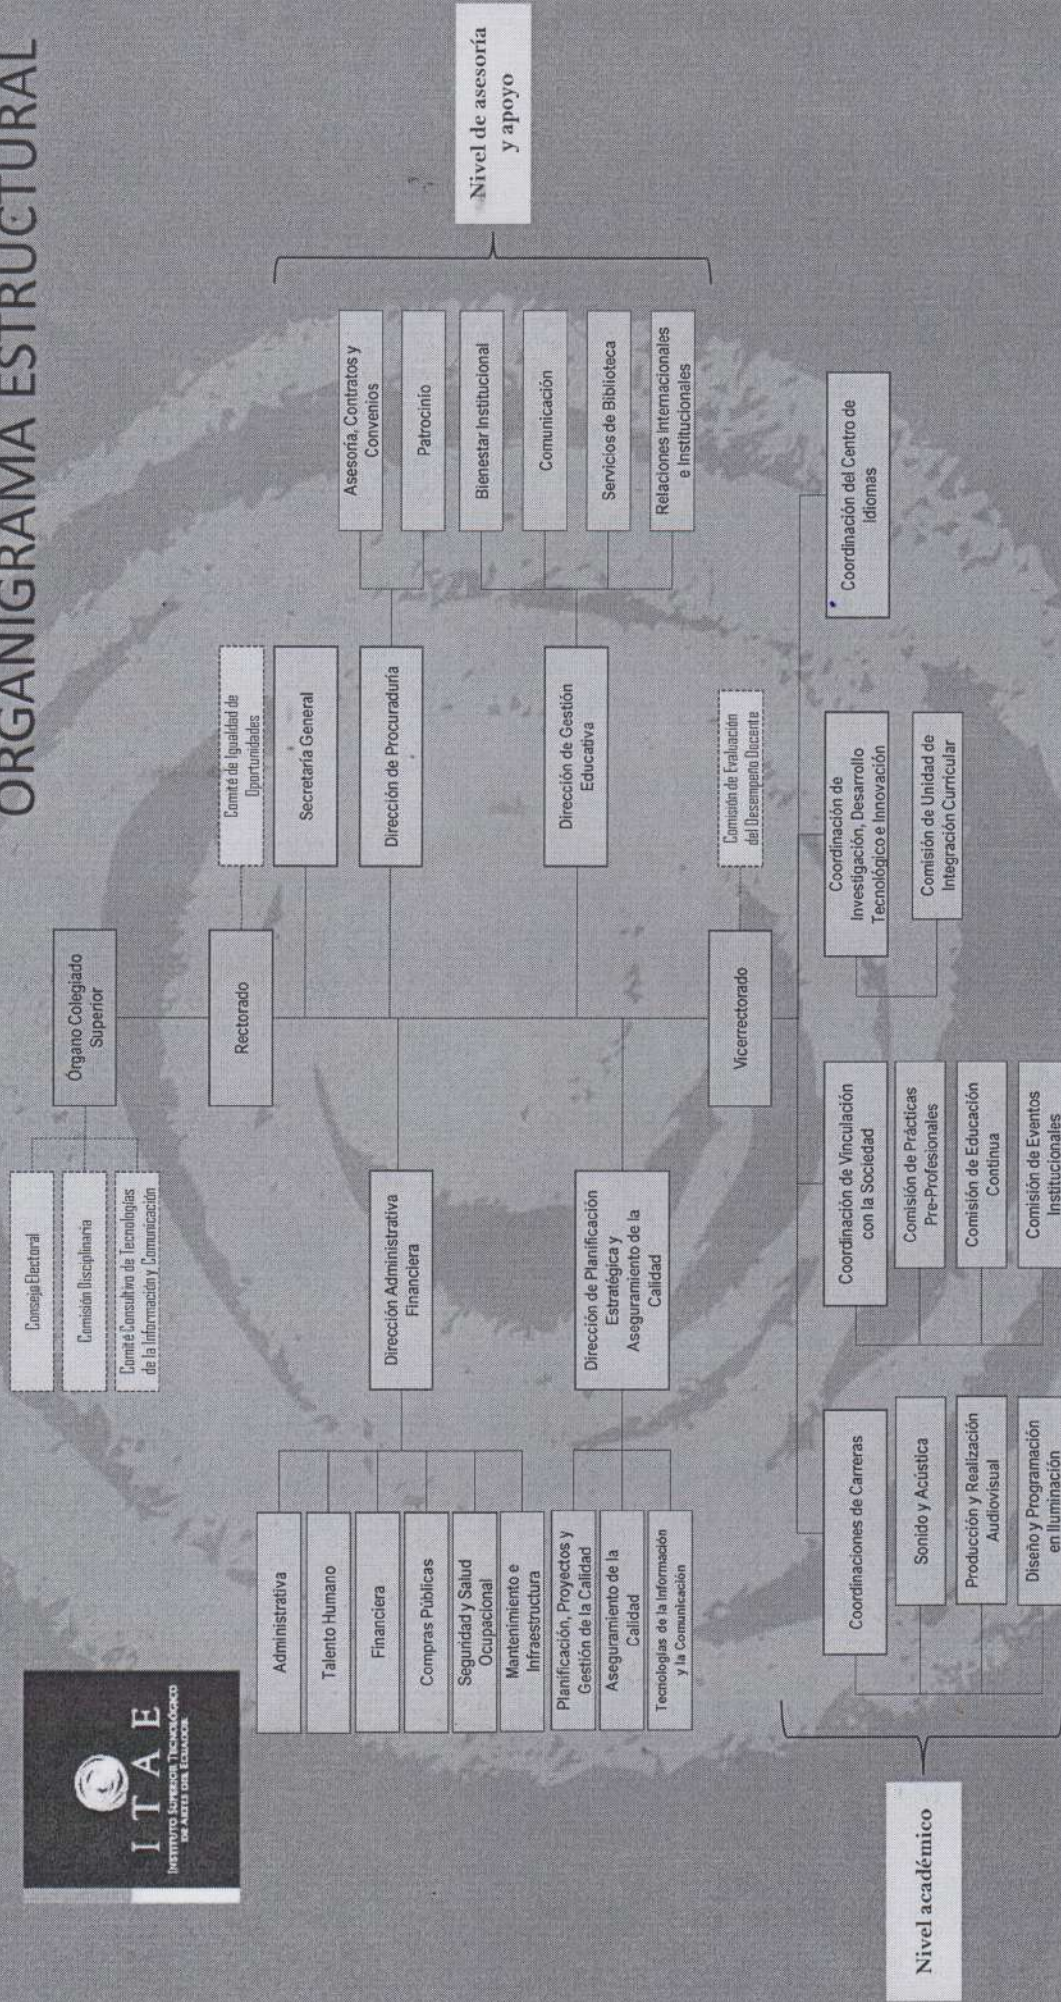 ORGANIGRAMA ESTRUCTURAL
I T A E
INSTITUTO SUPERIOR TECNOLÓGICO
DE ARTES DEL ECUADOR
Consejo Electoral
Comisión Disciplinaria
Comité Consultivo de Tecnologías
de la Información y Comunicación
Órgano Colegiado
Superior
Rectorado
Comité de Igualdad de
Oportunidades
Secretaría General
Dirección de Procuraduría
Asesoría, Contratos y
Convenios
Patrocinio
Dirección Administrativa
Financiera
Administrativa
Talento Humano
Financiera
Compras Públicas
Seguridad y Salud
Ocupacional
Mantenimiento e
Infraestructura
Dirección de Gestión
Educativa
Bienestar Institucional
Comunicación
Servicios de Biblioteca
Relaciones Internacionales
e Institucionales
Nivel de asesoría
y apoyo
Dirección de Planificación
Estratégica y
Aseguramiento de la
Calidad
Planificación, Proyectos y
Gestión de la Calidad
Aseguramiento de la
Calidad
Tecnologías de la Información
y la Comunicación
Vicerrectorado
Comisión de Evaluación
del Desempeño Docente
Nivel académico
Coordinaciones de Carreras
Sonido y Acústica
Producción y Realización
Audiovisual
Diseño y Programación
en Iluminación
Coordinación de Vinculación
con la Sociedad
Comisión de Prácticas
Pre-Profesionales
Comisión de Educación
Continua
Comisión de Eventos
Institucionales
Coordinación de
Investigación, Desarrollo
Tecnológico e Innovación
Comisión de Unidad de
Integración Curricular
Coordinación del Centro de
Idiomas